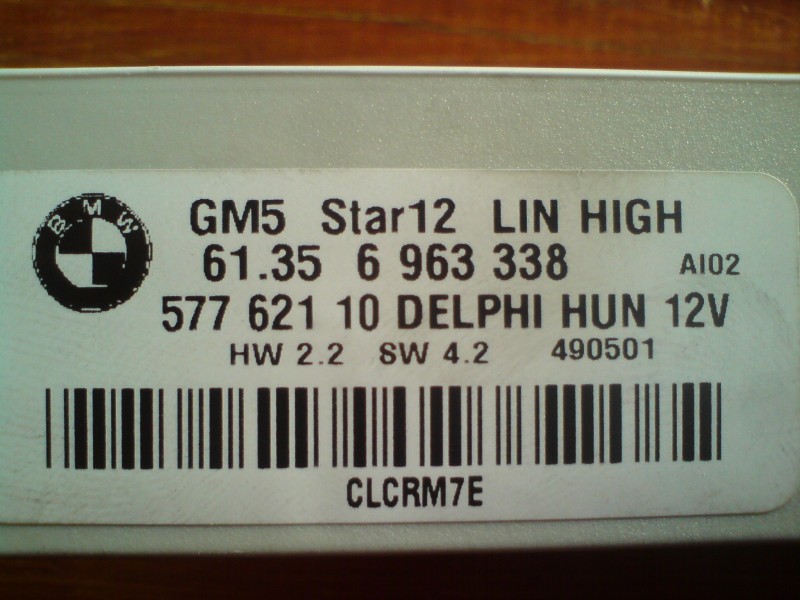 BMW
GM5 Star12 LIN HIGH
61.35 6 963 338 AI02
577 621 10 DELPHI HUN 12V
HW 2.2 SW 4.2 490501
CLCRM7E